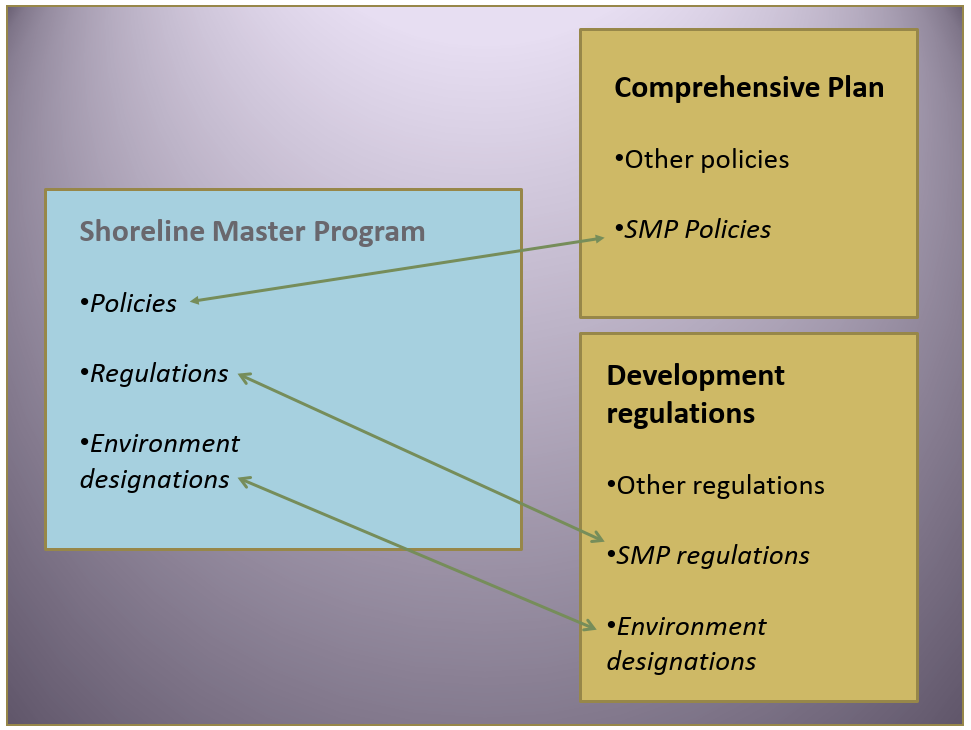 Shoreline Master Program
•Policies
•Regulations
•Environment
designations
Comprehensive Plan
•Other policies
•SMP Policies
Development
regulations
•Other regulations
•SMP regulations
•Environment
designations